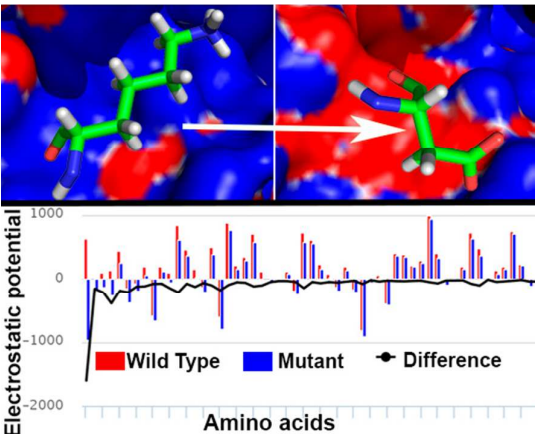 Electrostatic potential
1000
0
-1000
-2000
Wild Type Mutant Difference
Amino acids